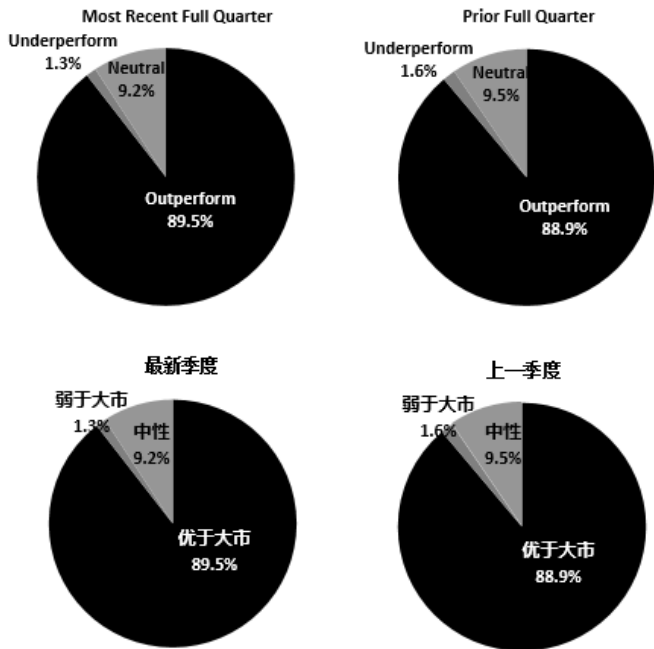 Most Recent Full Quarter
Underperform
1.3%
Neutral
9.2%
Outperform
89.5%
Prior Full Quarter
Underperform
1.6%
Neutral
9.5%
Outperform
88.9%
最新季度
弱于大市
1.3%
中性
9.2%
优于大市
89.5%
上一季度
弱于大市
1.6%
中性
9.5%
优于大市
88.9%